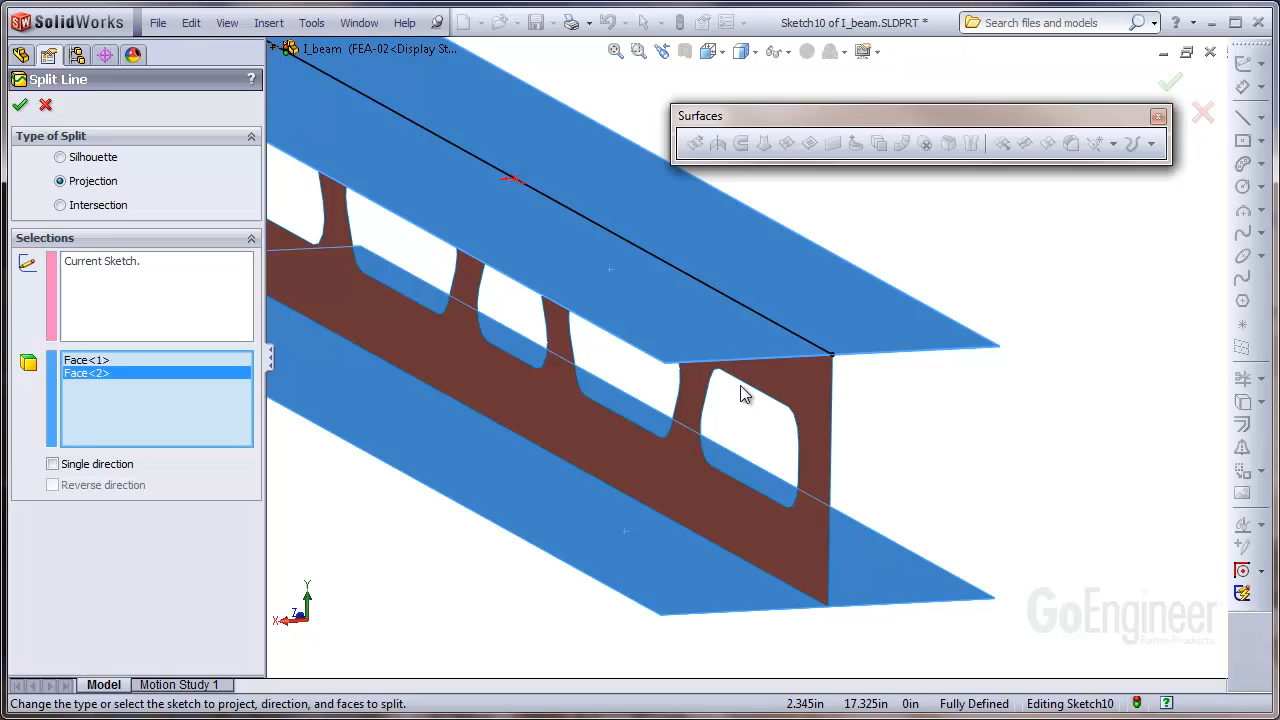 SolidWorks File Edit View Insert Tools Window Help Sketch10 of I_beam.SLDPRT * Search files and models ?
I_beam (FEA-02<Display St...
Split Line ?
Surfaces
Type of Split
Silhouette
Projection
Intersection
Selections
Current Sketch.
Face<1>
Face<2>
Single direction
Reverse direction
Y
Z
X
GoEngineer
Model Motion Study 1
Change the type or select the sketch to project, direction, and faces to split. 2.345in 17.325in 0in Fully Defined Editing Sketch10 ?